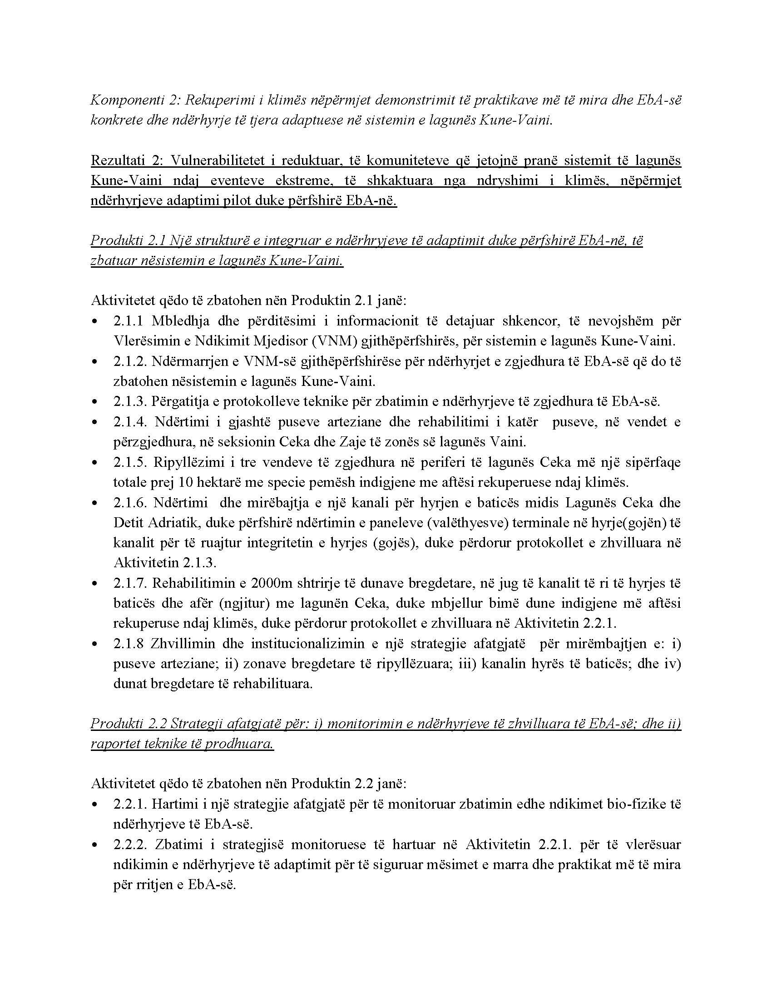 Komponenti 2: Rekuperimi i klimës nëpërmjet demonstrimit të praktikave më të mira dhe EbA-së
konkrete dhe ndërhyrje të tjera adaptuese në sistemin e lagunës Kune-Vaini.
Rezultati 2: Vulnerabilitetet i reduktuar, të komuniteteve që jetojnë pranë sistemit të lagunës
Kune-Vaini ndaj eventeve ekstreme, të shkaktuara nga ndryshimi i klimës, nëpërmjet
ndërhyrjeve adaptimi pilot duke përfshirë EbA-në.
Produkti 2.1 Një strukturë e integruar e ndërhryjeve të adaptimit duke përfshirë EbA-në, të
zbatuar nësistemin e lagunës Kune-Vaini.
Aktivitetet qëdo të zbatohen nën Produktin 2.1 janë:
• 2.1.1 Mbledhja dhe përditësimi i informacionit të detajuar shkencor, të nevojshëm për
Vlerësimin e Ndikimit Mjedisor (VNM) gjithëpërfshirës, për sistemin e lagunës Kune-Vaini.
• 2.1.2. Ndërmarrjen e VNM-së gjithëpërfshirëse për ndërhyrjet e zgjedhura të EbA-së që do të
zbatohen nësistemin e lagunës Kune-Vaini.
• 2.1.3. Përgatitja e protokolleve teknike për zbatimin e ndërhyrjeve të zgjedhura të EbA-së.
• 2.1.4. Ndërtimi i gjashtë puseve arteziane dhe rehabilitimi i katër puseve, në vendet e
përzgjedhura, në seksionin Ceka dhe Zaje të zonës së lagunës Vaini.
• 2.1.5. Ripyllëzimi i tre vendeve të zgjedhura në periferi të lagunës Ceka më një sipërfaqe
totale prej 10 hektarë me specie pemësh indigjene me aftësi rekuperuese ndaj klimës.
• 2.1.6. Ndërtimi dhe mirëbajtja e një kanali për hyrjen e baticës midis Lagunës Ceka dhe
Detit Adriatik, duke përfshirë ndërtimin e paneleve (valëthyesve) terminale në hyrje(gojën) të
kanalit për të ruajtur integritetin e hyrjes (gojës), duke përdorur protokollet e zhvilluara në
Aktivitetin 2.1.3.
• 2.1.7. Rehabilitimin e 2000m shtrirje të dunave bregdetare, në jug të kanalit të ri të hyrjes të
baticës dhe afër (ngjitur) me lagunën Ceka, duke mbjellur bimë dune indigjene më aftësi
rekuperuse ndaj klimës, duke përdorur protokollet e zhvilluara në Aktivitetin 2.2.1.
• 2.1.8 Zhvillimin dhe institucionalizimin e një strategjie afatgjatë për mirëmbajtjen e: i)
puseve arteziane; ii) zonave bregdetare të ripyllëzuara; iii) kanalin hyrës të baticës; dhe iv)
dunat bregdetare të rehabilituara.
Produkti 2.2 Strategji afatgjatë për: i) monitorimin e ndërhyrjeve të zhvilluara të EbA-së; dhe ii)
raportet teknike të prodhuara.
Aktivitetet qëdo të zbatohen nën Produktin 2.2 janë:
• 2.2.1. Hartimi i një strategjie afatgjatë për të monitoruar zbatimin edhe ndikimet bio-fizike të
ndërhyrjeve të EbA-së.
• 2.2.2. Zbatimi i strategjisë monitoruese të hartuar në Aktivitetin 2.2.1. për të vlerësuar
ndikimin e ndërhyrjeve të adaptimit për të siguruar mësimet e marra dhe praktikat më të mira
për rritjen e EbA-së.